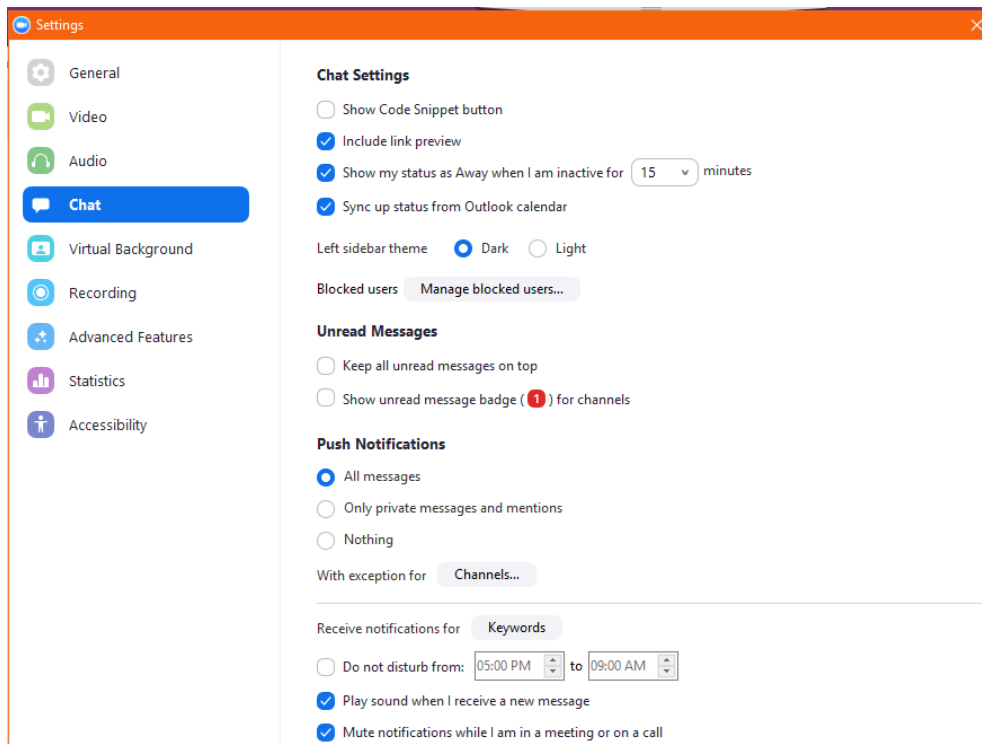 Settings
General
Video
Audio
Chat
Virtual Background
Recording
Advanced Features
Statistics
Accessibility
Chat Settings
Show Code Snippet button
Include link preview
Show my status as Away when I am inactive for 15 minutes
Sync up status from Outlook calendar
Left sidebar theme Dark Light
Blocked users Manage blocked users...
Unread Messages
Keep all unread messages on top
Show unread message badge ( 1 ) for channels
Push Notifications
All messages
Only private messages and mentions
Nothing
With exception for Channels...
Receive notifications for Keywords
Do not disturb from: 05:00 PM to 09:00 AM
Play sound when I receive a new message
Mute notifications while I am in a meeting or on a call